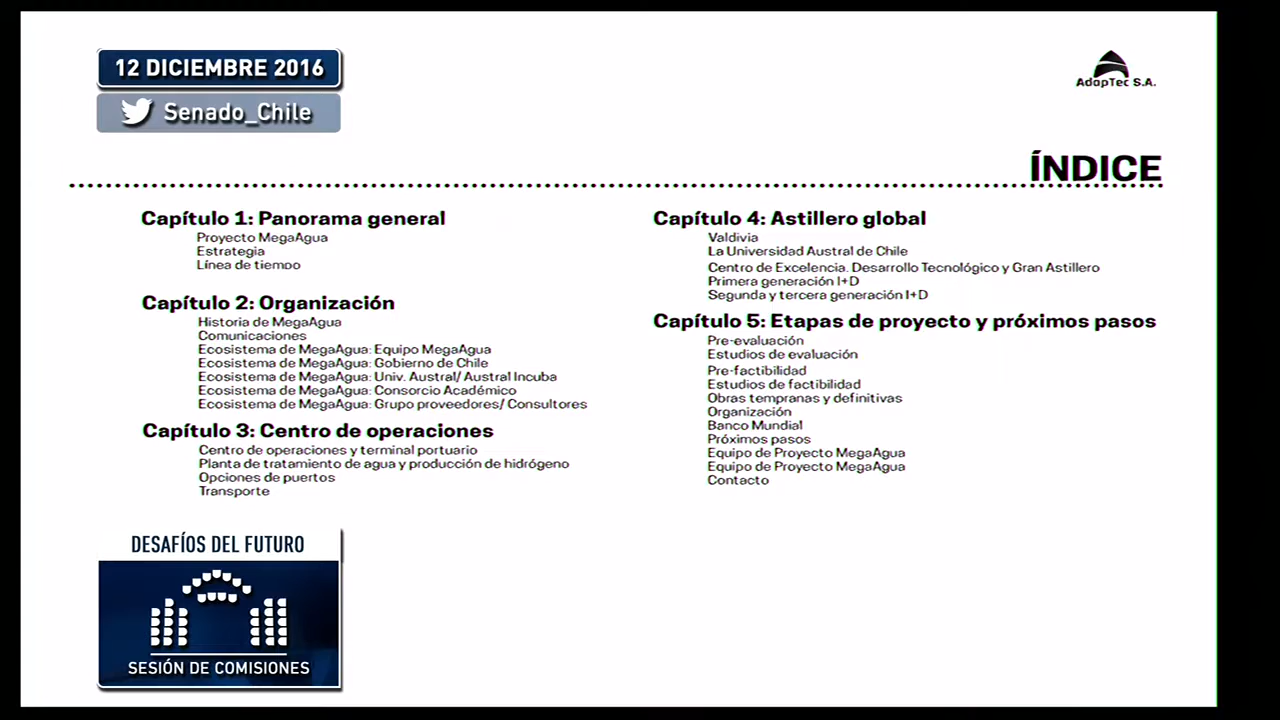 12 DICIEMBRE 2016
Senado_Chile
AdapTec S.A.
ÍNDICE
Capítulo 1: Panorama general
Proyecto MegaAgua
Estrategia
Línea de tiempo
Capítulo 2: Organización
Historia de MegaAgua
Comunicaciones
Ecosistema de MegaAgua: Equipo MegaAgua
Ecosistema de MegaAgua: Gobierno de Chile
Ecosistema de MegaAgua: Univ. Austral/ Austral Incuba
Ecosistema de MegaAgua: Consorcio Académico
Ecosistema de MegaAgua: Grupo proveedores/ Consultores
Capítulo 3: Centro de operaciones
Centro de operaciones y terminal portuario
Planta de tratamiento de agua y producción de hidrógeno
Opciones de puertos
Transporte
Capítulo 4: Astillero global
Valdivia
La Universidad Austral de Chile
Centro de Excelencia. Desarrollo Tecnológico y Gran Astillero
Primera generación I+D
Segunda y tercera generación I+D
Capítulo 5: Etapas de proyecto y próximos pasos
Pre-evaluación
Estudios de evaluación
Pre-factibilidad
Estudios de factibilidad
Obras tempranas y definitivas
Organización
Banco Mundial
Próximos pasos
Equipo de Proyecto MegaAgua
Equipo de Proyecto MegaAgua
Contacto
DESAFÍOS DEL FUTURO
SESIÓN DE COMISIONES